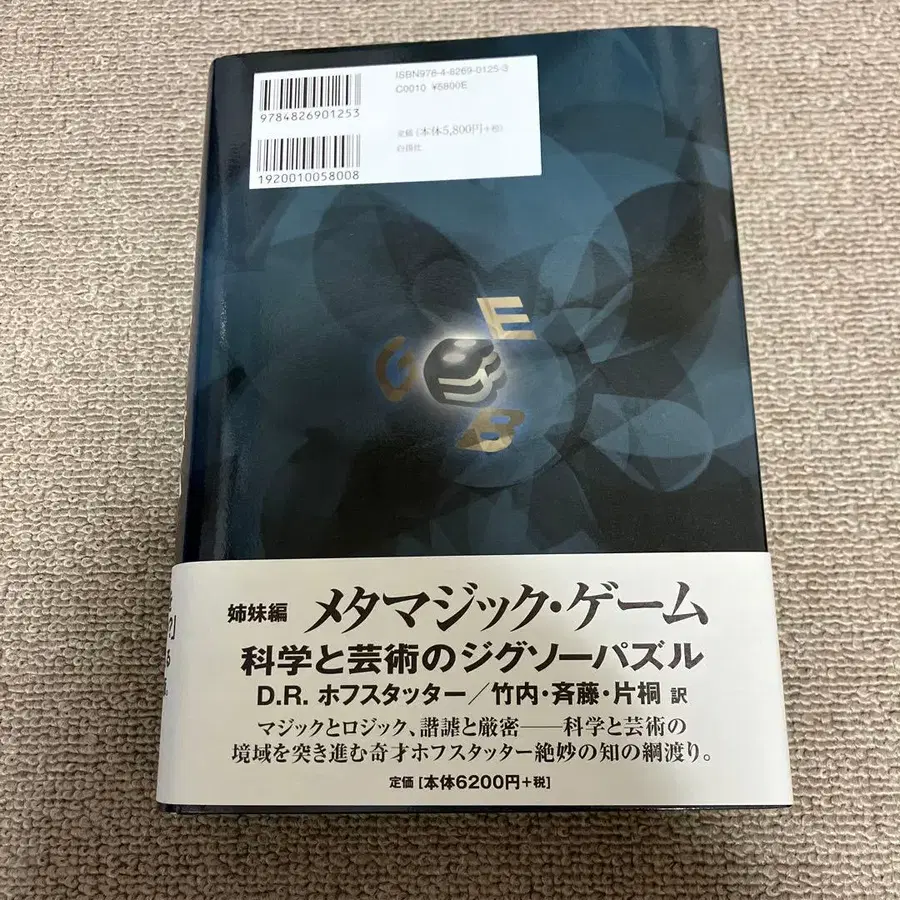 ISBN978-4-8269-0125-3
C0010 ¥5800E
9784826901253
定価(本体5,800円+税)
白揚社
1920010058008
E
G
B
姉妹編 メタマジック・ゲーム
科学と芸術のジグソーパズル
D.R. ホフスタッター/竹内・斉藤・片桐 訳
マジックとロジック、諧謔と厳密――科学と芸術の
境域を突き進む奇才ホフスタッター絶妙の知の綱渡り。
定価[本体6200円+税]